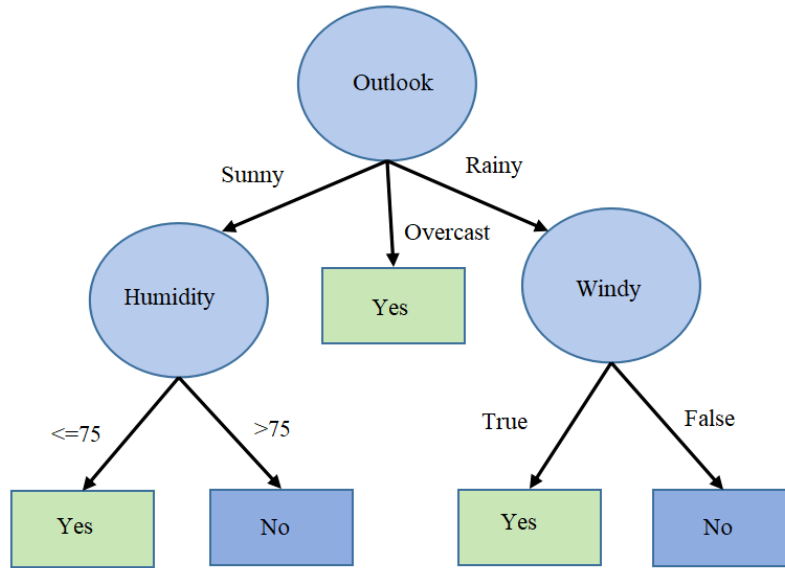 Outlook
Sunny
Rainy
Overcast
Humidity
Yes
Windy
<=75
>75
True
False
Yes
No
Yes
No